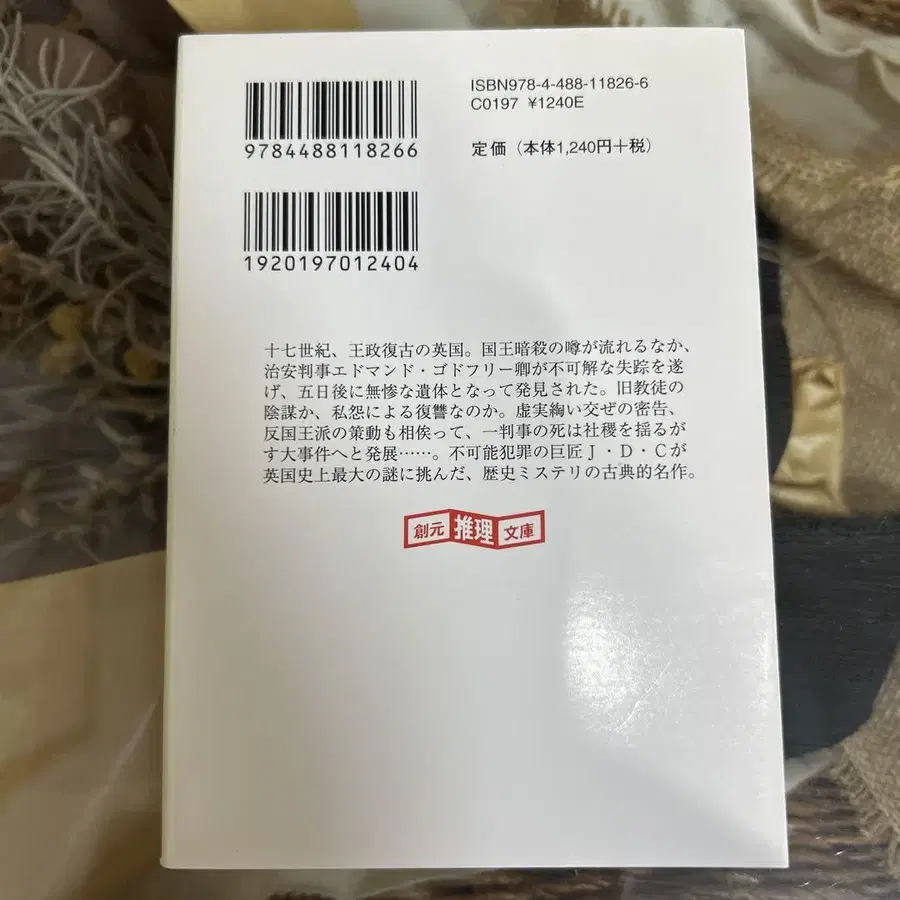 ISBN978-4-488-11826-6
C0197 ¥1240E
9784488118266
定価（本体1,240円＋税）
1920197012404
十七世紀、王政復古の英国。国王暗殺の噂が流れるなか、
治安判事エドマンド・ゴドフリー卿が不可解な失踪を遂
げ、五日後に無惨な遺体となって発見された。旧教徒の
陰謀か、私怨による復讐なのか。虚実綯い交ぜの密告、
反国王派の策動も相俟って、一判事の死は社稷を揺るが
す大事件へと発展……。不可能犯罪の巨匠Ｊ・Ｄ・Ｃが
英国史上最大の謎に挑んだ、歴史ミステリの古典的名作。
創元推理文庫